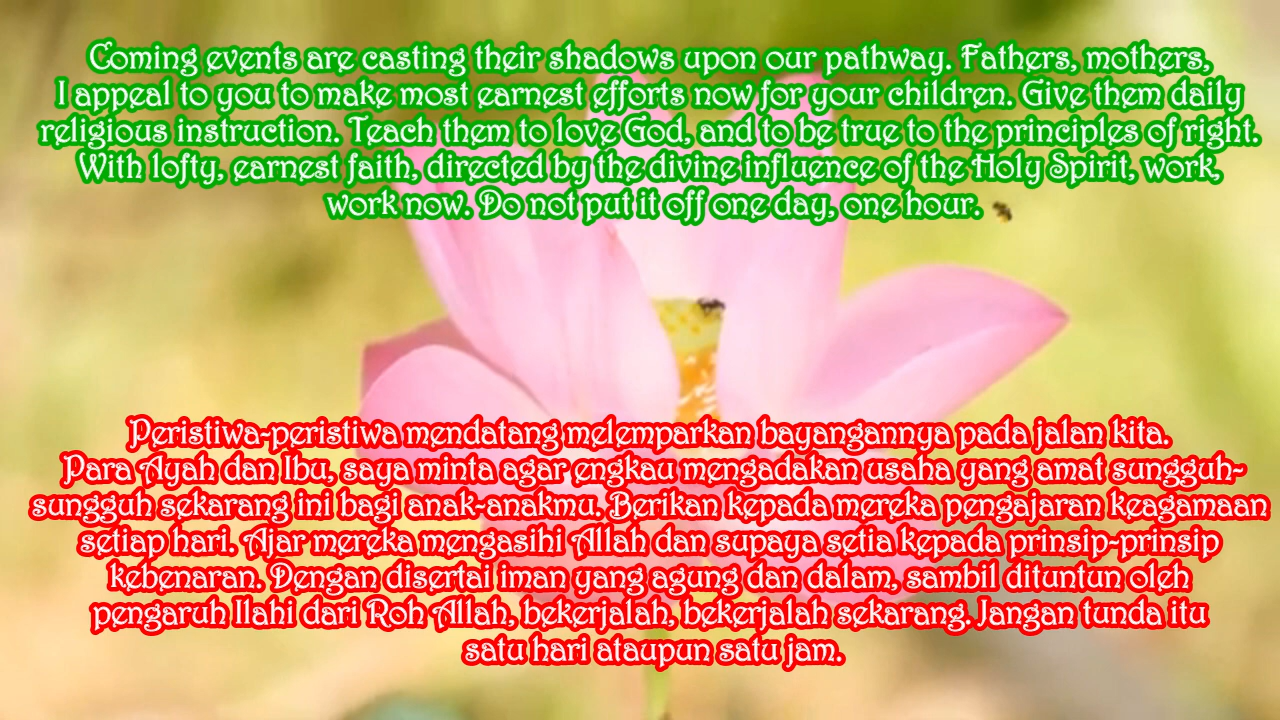 Coming events are casting their shadows upon our pathway. Fathers, mothers,
I appeal to you to make most earnest efforts now for your children. Give them daily
religious instruction. Teach them to love God, and to be true to the principles of right.
With lofty, earnest faith, directed by the divine influence of the Holy Spirit, work,
work now. Do not put it off one day, one hour.
Peristiwa-peristiwa mendatang melemparkan bayangannya pada jalan kita.
Para Ayah dan Ibu, saya minta agar engkau mengadakan usaha yang amat sungguh-
sungguh sekarang ini bagi anak-anakmu. Berikan kepada mereka pengajaran keagamaan
setiap hari. Ajar mereka mengasihi Allah dan supaya setia kepada prinsip-prinsip
kebenaran. Dengan disertai iman yang agung dan dalam, sambil dituntun oleh
pengaruh Ilahi dari Roh Allah, bekerjalah, bekerjalah sekarang. Jangan tunda itu
satu hari ataupun satu jam.